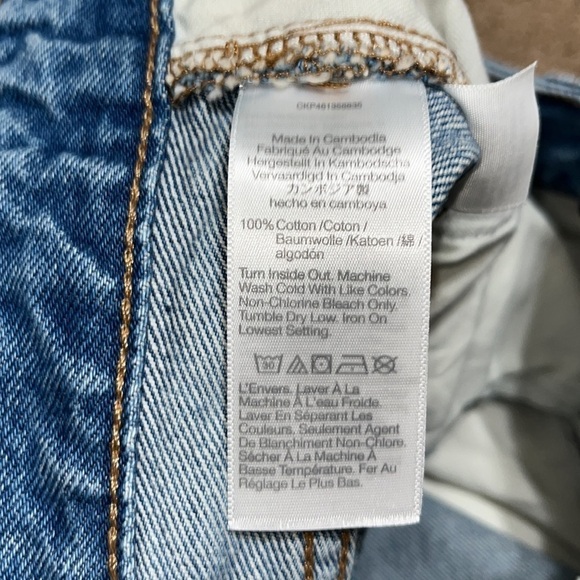 Made In Cambodia
Fabriqué Au Cambodge
Hergestellt In Kambodscha
Vervaardigd In Cambodja
カンボジア製
hecho en camboya
100% Cotton /Coton /
Baumwolle /Katoen /綿 /
algodón
Turn Inside Out. Machine
Wash Cold With Like Colors.
Non-Chlorine Bleach Only.
Tumble Dry Low. Iron On
Lowest Setting.
30
L'Envers. Laver À La
Machine À L'eau Froide.
Laver En Séparant Les
Couleurs. Seulement Agent
De Blanchiment Non-Chlore.
Sécher À La Machine À
Basse Température. Fer Au
Réglage Le Plus Bas.